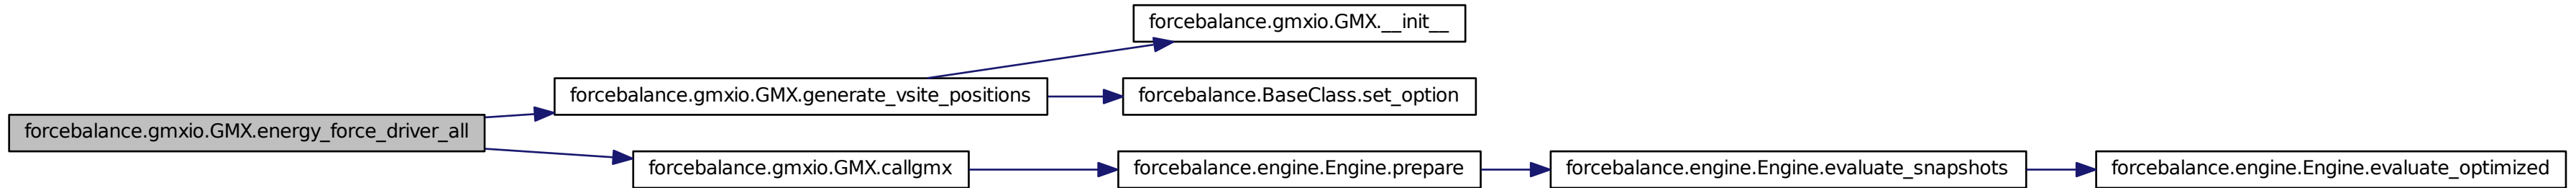 forcebalance.gmxio.GMX.__init__
forcebalance.gmxio.GMX.generate_vsite_positions
forcebalance.BaseClass.set_option
forcebalance.gmxio.GMX.energy_force_driver_all
forcebalance.gmxio.GMX.callgmx
forcebalance.engine.Engine.prepare
forcebalance.engine.Engine.evaluate_snapshots
forcebalance.engine.Engine.evaluate_optimized